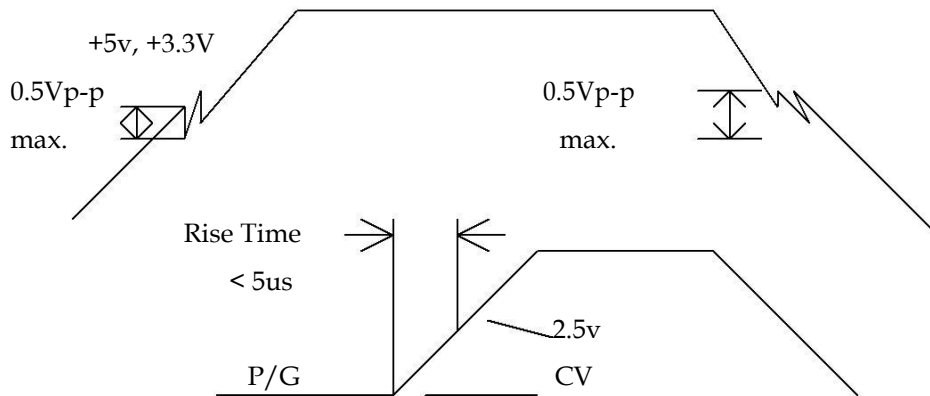 +5v, +3.3V
0.5Vp-p
max.
0.5Vp-p
max.
Rise Time
< 5us
2.5v
P/G
CV